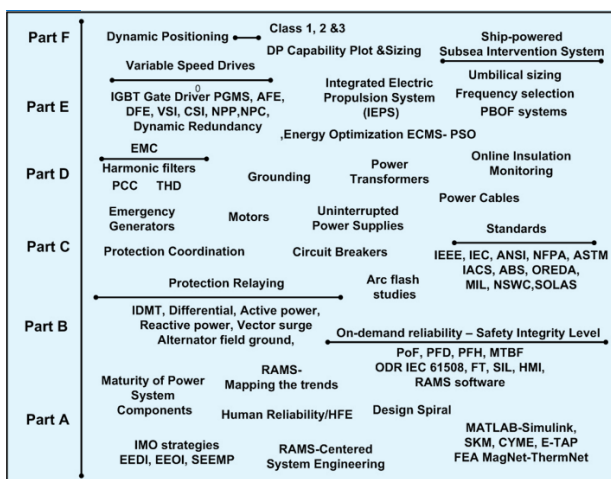 Part F
Dynamic Positioning
Class 1, 2 &3
DP Capability Plot &Sizing
Ship-powered
Subsea Intervention System
Variable Speed Drives
Umbilical sizing
Frequency selection
PBOF systems
Part E
0
IGBT Gate Driver PGMS, AFE,
DFE, VSI, CSI, NPP,NPC,
Dynamic Redundancy
Integrated Electric
Propulsion System
(IEPS)
,Energy Optimization ECMS- PSO
Part D
EMC
Harmonic filters
PCC THD
Grounding
Power
Transformers
Online Insulation
Monitoring
Power Cables
Emergency
Generators
Motors
Uninterrupted
Power Supplies
Part C
Protection Coordination
Circuit Breakers
Standards
IEEE, IEC, ANSI, NFPA, ASTM
IACS, ABS, OREDA,
MIL, NSWC,SOLAS
Protection Relaying
Arc flash
studies
Part B
IDMT, Differential, Active power,
Reactive power, Vector surge
Alternator field ground,
On-demand reliability – Safety Integrity Level
PoF, PFD, PFH, MTBF
ODR IEC 61508, FT, SIL, HMI,
RAMS software
Part A
Maturity of Power
System
Components
RAMS-
Mapping the trends
Human Reliability/HFE
Design Spiral
IMO strategies
EEDI, EEOI, SEEMP
RAMS-Centered
System Engineering
MATLAB-Simulink,
SKM, CYME, E-TAP
FEA MagNet-ThermNet